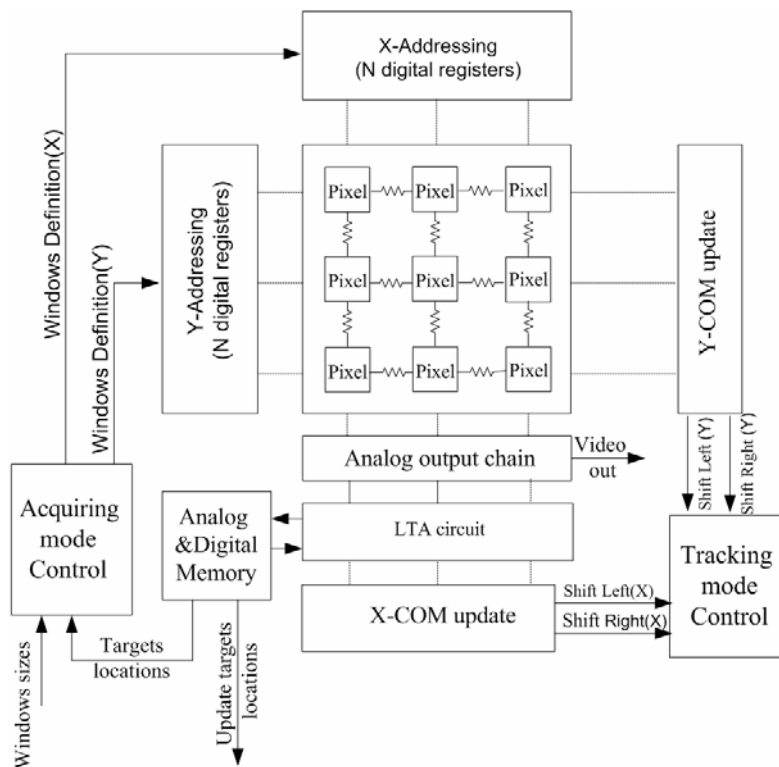 X-Addressing
(N digital registers)
Windows Definition(X)
Windows Definition(Y)
Y-Addressing
(N digital registers)
Pixel Pixel Pixel
Pixel Pixel Pixel
Pixel Pixel Pixel
Y-COM update
Shift Left (Y)
Shift Right (Y)
Analog output chain
Video
out
Acquiring
mode
Control
Analog
&Digital
Memory
LTA circuit
X-COM update
Shift Left(X)
Shift Right(X)
Tracking
mode
Control
Targets
locations
Windows sizes
Update targets
locations